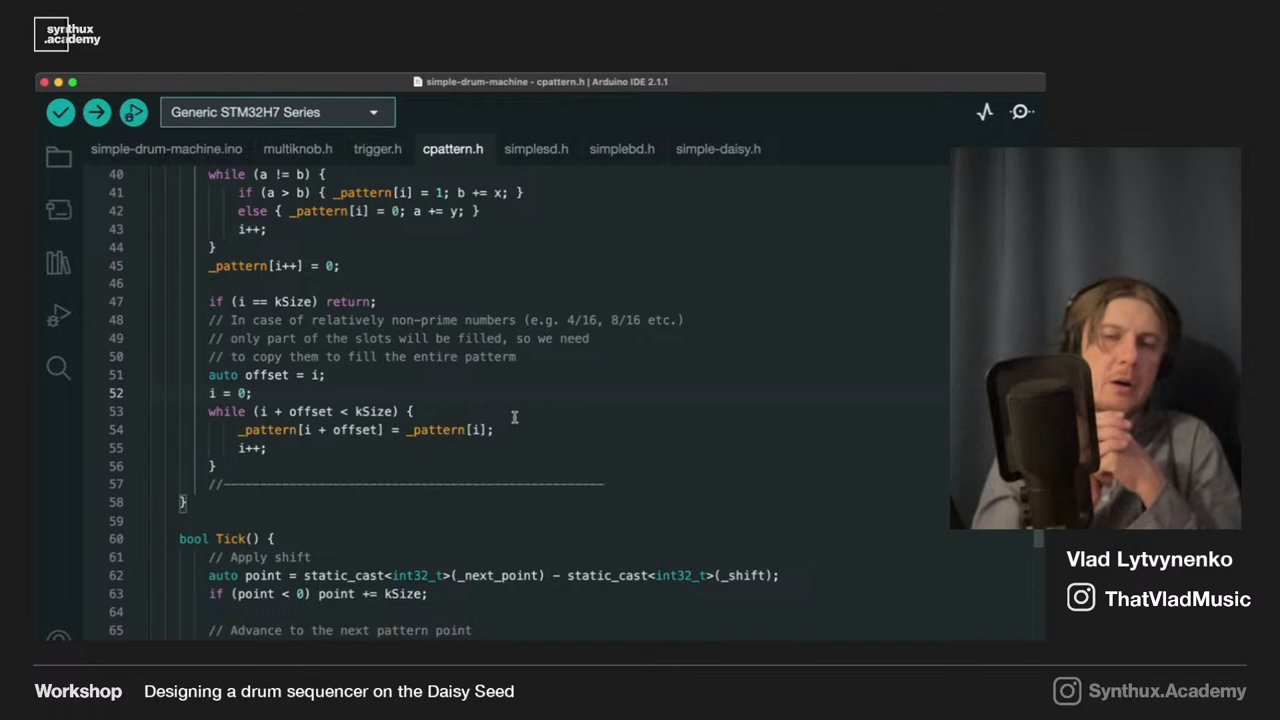 synthux
.academy
simple-drum-machine - cpattern.h | Arduino IDE 2.1.1
Generic STM32H7 Series
simple-drum-machine.ino multiknob.h trigger.h cpattern.h simplesd.h simplebd.h simple-daisy.h
40 while (a != b) {
41 if (a > b) { _pattern[i] = 1; b += x; }
42 else { _pattern[i] = 0; a += y; }
43 i++;
44 }
45 _pattern[i++] = 0;
46
47 if (i == kSize) return;
48 // In case of relatively non-prime numbers (e.g. 4/16, 8/16 etc.)
49 // only part of the slots will be filled, so we need
50 // to copy them to fill the entire patterm
51 auto offset = i;
52 i = 0;
53 while (i + offset < kSize) {
54 _pattern[i + offset] = _pattern[i];
55 i++;
56 }
57 //----------------------------------------------------
58 }
59
60 bool Tick() {
61 // Apply shift
62 auto point = static_cast<int32_t>(_next_point) - static_cast<int32_t>(_shift);
63 if (point < 0) point += kSize;
64
65 // Advance to the next pattern point
Vlad Lytvynenko
ThatVladMusic
Workshop Designing a drum sequencer on the Daisy Seed
Synthux.Academy